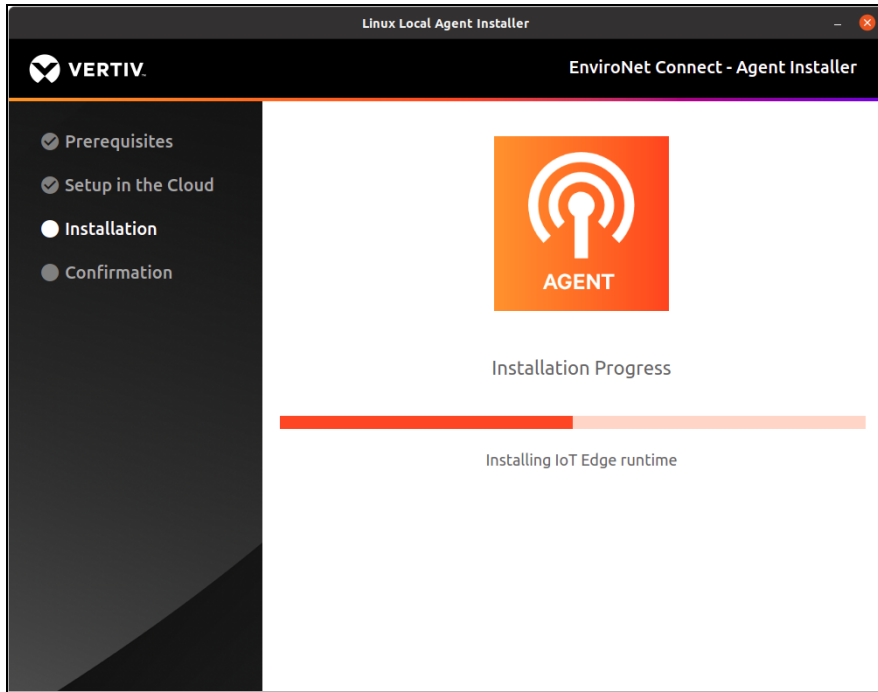 Linux Local Agent Installer
VERTIV.
EnviroNet Connect - Agent Installer
Prerequisites
Setup in the Cloud
Installation
Confirmation
AGENT
Installation Progress
Installing IoT Edge runtime